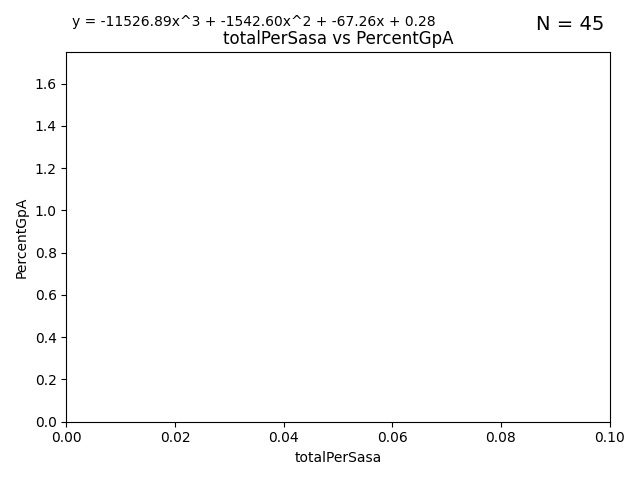 y = -11526.89x^3 + -1542.60x^2 + -67.26x + 0.28
N = 45
totalPerSasa vs PercentGpA
PercentGpA
1.6
1.4
1.2
1.0
0.8
0.6
0.4
0.2
0.0
0.00 0.02 0.04 0.06 0.08 0.10
totalPerSasa